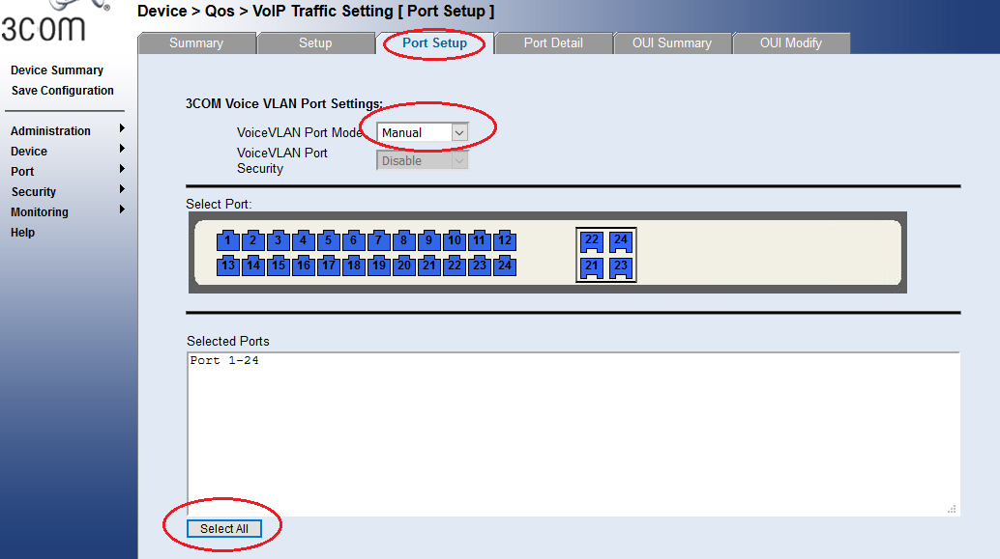 Device > Qos > VoIP Traffic Setting [ Port Setup ]
3COM
®
Summary Setup Port Setup Port Detail OUI Summary OUI Modify
Device Summary
Save Configuration
Administration
Device
Port
Security
Monitoring
Help
3COM Voice VLAN Port Settings:
VoiceVLAN Port Mode Manual
VoiceVLAN Port
Security
Disable
Select Port:
1 2 3 4 5 6 7 8 9 10 11 12 22 24
13 14 15 16 17 18 19 20 21 22 23 24 21 23
Selected Ports
Port 1-24
Select All